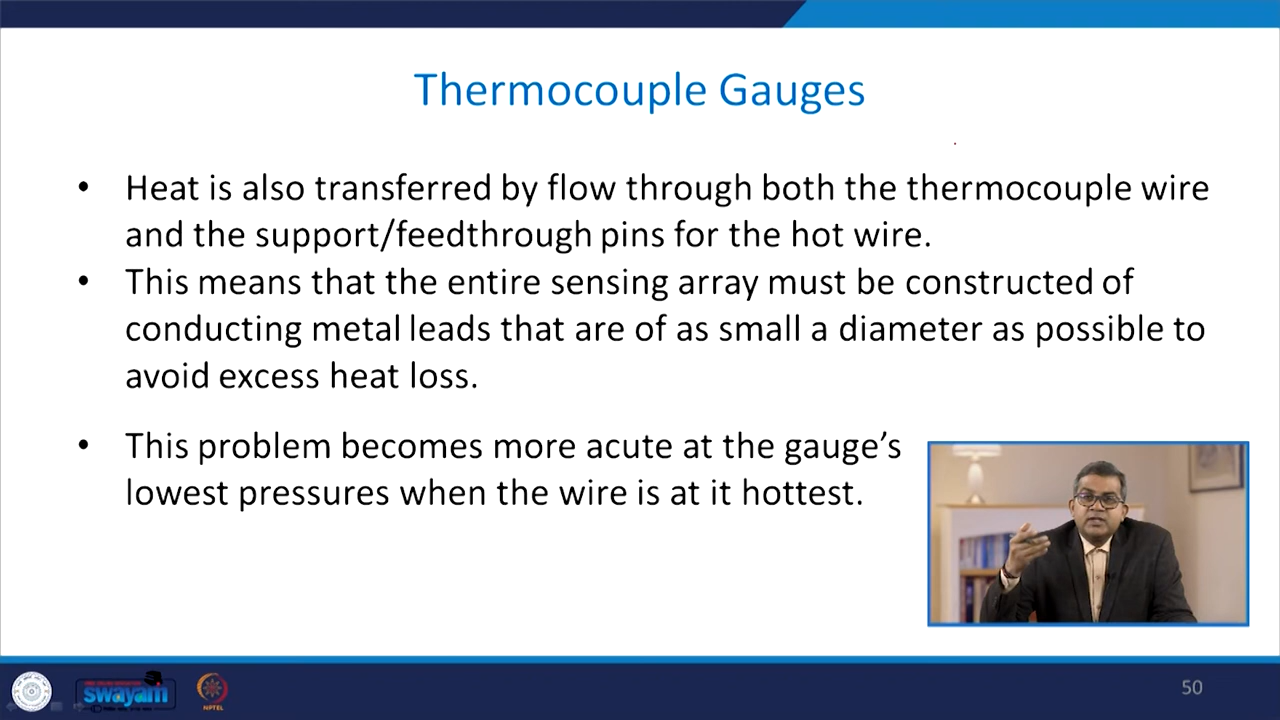 Thermocouple Gauges
• Heat is also transferred by flow through both the thermocouple wire
and the support/feedthrough pins for the hot wire.
• This means that the entire sensing array must be constructed of
conducting metal leads that are of as small a diameter as possible to
avoid excess heat loss.
• This problem becomes more acute at the gauge’s
lowest pressures when the wire is at it hottest.
swayam
NPTEL
50